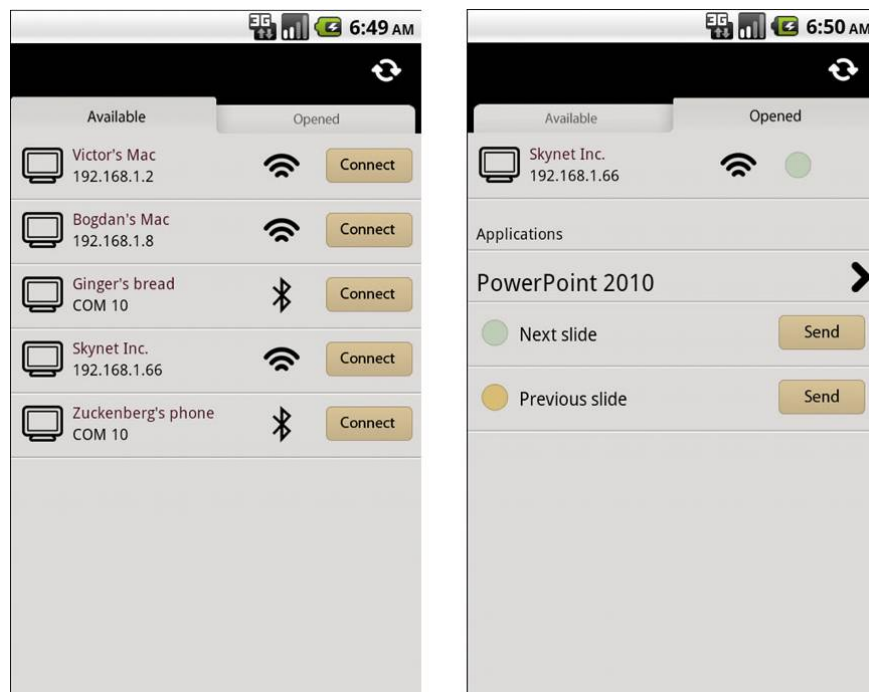 3G 6:49 AM
Available Opened
Victor's Mac
192.168.1.2
Connect
Bogdan's Mac
192.168.1.8
Connect
Ginger's bread
COM 10
Connect
Skynet Inc.
192.168.1.66
Connect
Zuckenberg's phone
COM 10
Connect
3G 6:50 AM
Available Opened
Skynet Inc.
192.168.1.66
Applications
PowerPoint 2010
Next slide Send
Previous slide Send